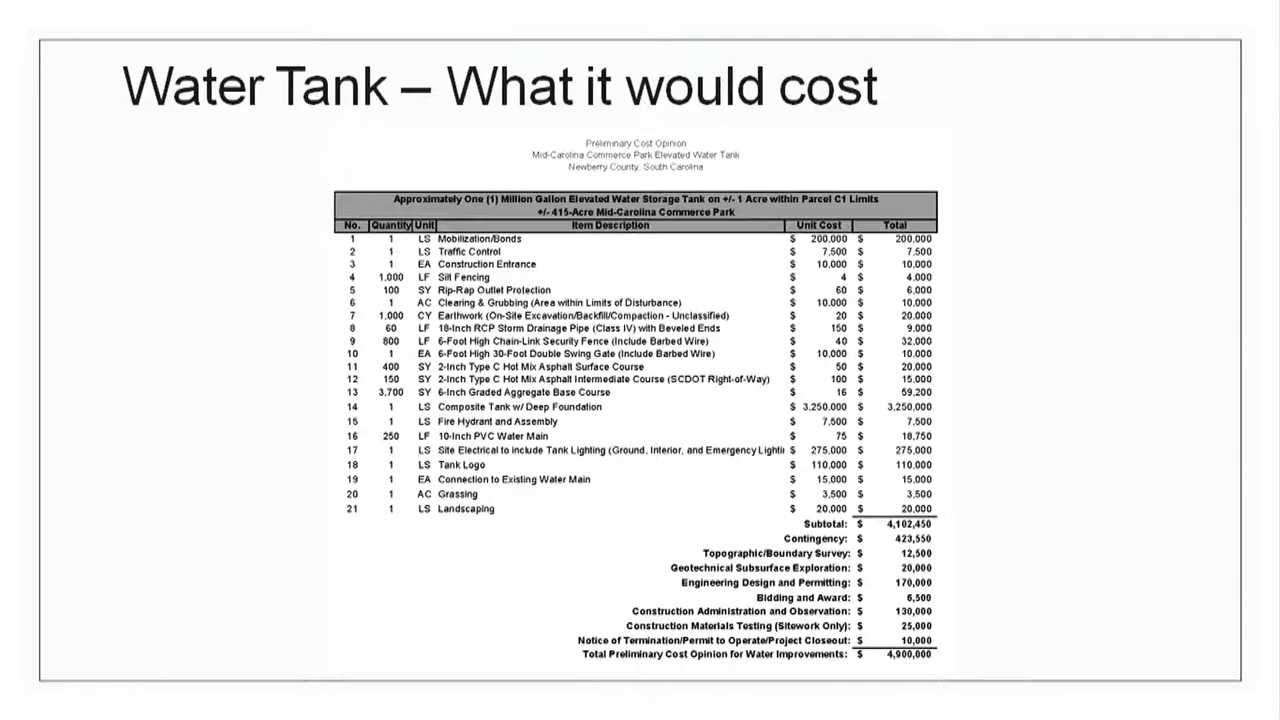 Water Tank – What it would cost
Preliminary Cost Opinion
Mid-Carolina Commerce Park Elevated Water Tank
Newberry County, South Carolina
Approximately One (1) Million Gallon Elevated Water Storage Tank on +/- 1 Acre within Parcel C1 Limits
+/- 415-Acre Mid-Carolina Commerce Park
No. Quantity Unit Item Description Unit Cost Total
1 1 LS Mobilization/Bonds $ 200,000 $ 200,000
2 1 LS Traffic Control $ 7,500 $ 7,500
3 1 EA Construction Entrance $ 10,000 $ 10,000
4 1,000 LF Silt Fencing $ 4 $ 4,000
5 100 SY Rip-Rap Outlet Protection $ 60 $ 6,000
6 1 AC Clearing & Grubbing (Area within Limits of Disturbance) $ 10,000 $ 10,000
7 1,000 CY Earthwork (On-Site Excavation/Backfill/Compaction - Unclassified) $ 20 $ 20,000
8 60 LF 18-Inch RCP Storm Drainage Pipe (Class IV) with Beveled Ends $ 150 $ 9,000
9 800 LF 6-Foot High Chain-Link Security Fence (Include Barbed Wire) $ 40 $ 32,000
10 1 EA 6-Foot High 30-Foot Double Swing Gate (Include Barbed Wire) $ 10,000 $ 10,000
11 400 SY 2-Inch Type C Hot Mix Asphalt Surface Course $ 50 $ 20,000
12 150 SY 2-Inch Type C Hot Mix Asphalt Intermediate Course (SCDOT Right-of-Way) $ 100 $ 15,000
13 3,700 SY 6-Inch Graded Aggregate Base Course $ 16 $ 59,200
14 1 LS Composite Tank w/ Deep Foundation $ 3,250,000 $ 3,250,000
15 1 LS Fire Hydrant and Assembly $ 7,500 $ 7,500
16 250 LF 10-Inch PVC Water Main $ 75 $ 18,750
17 1 LS Site Electrical to include Tank Lighting (Ground, Interior, and Emergency Lightin $ 275,000 $ 275,000
18 1 LS Tank Logo $ 110,000 $ 110,000
19 1 EA Connection to Existing Water Main $ 15,000 $ 15,000
20 1 AC Grassing $ 3,500 $ 3,500
21 1 LS Landscaping $ 20,000 $ 20,000
Subtotal: $ 4,102,450
Contingency: $ 423,550
Topographic/Boundary Survey: $ 12,500
Geotechnical Subsurface Exploration: $ 20,000
Engineering Design and Permitting: $ 170,000
Bidding and Award: $ 6,500
Construction Administration and Observation: $ 130,000
Construction Materials Testing (Sitework Only): $ 25,000
Notice of Termination/Permit to Operate/Project Closeout: $ 10,000
Total Preliminary Cost Opinion for Water Improvements: $ 4,900,000